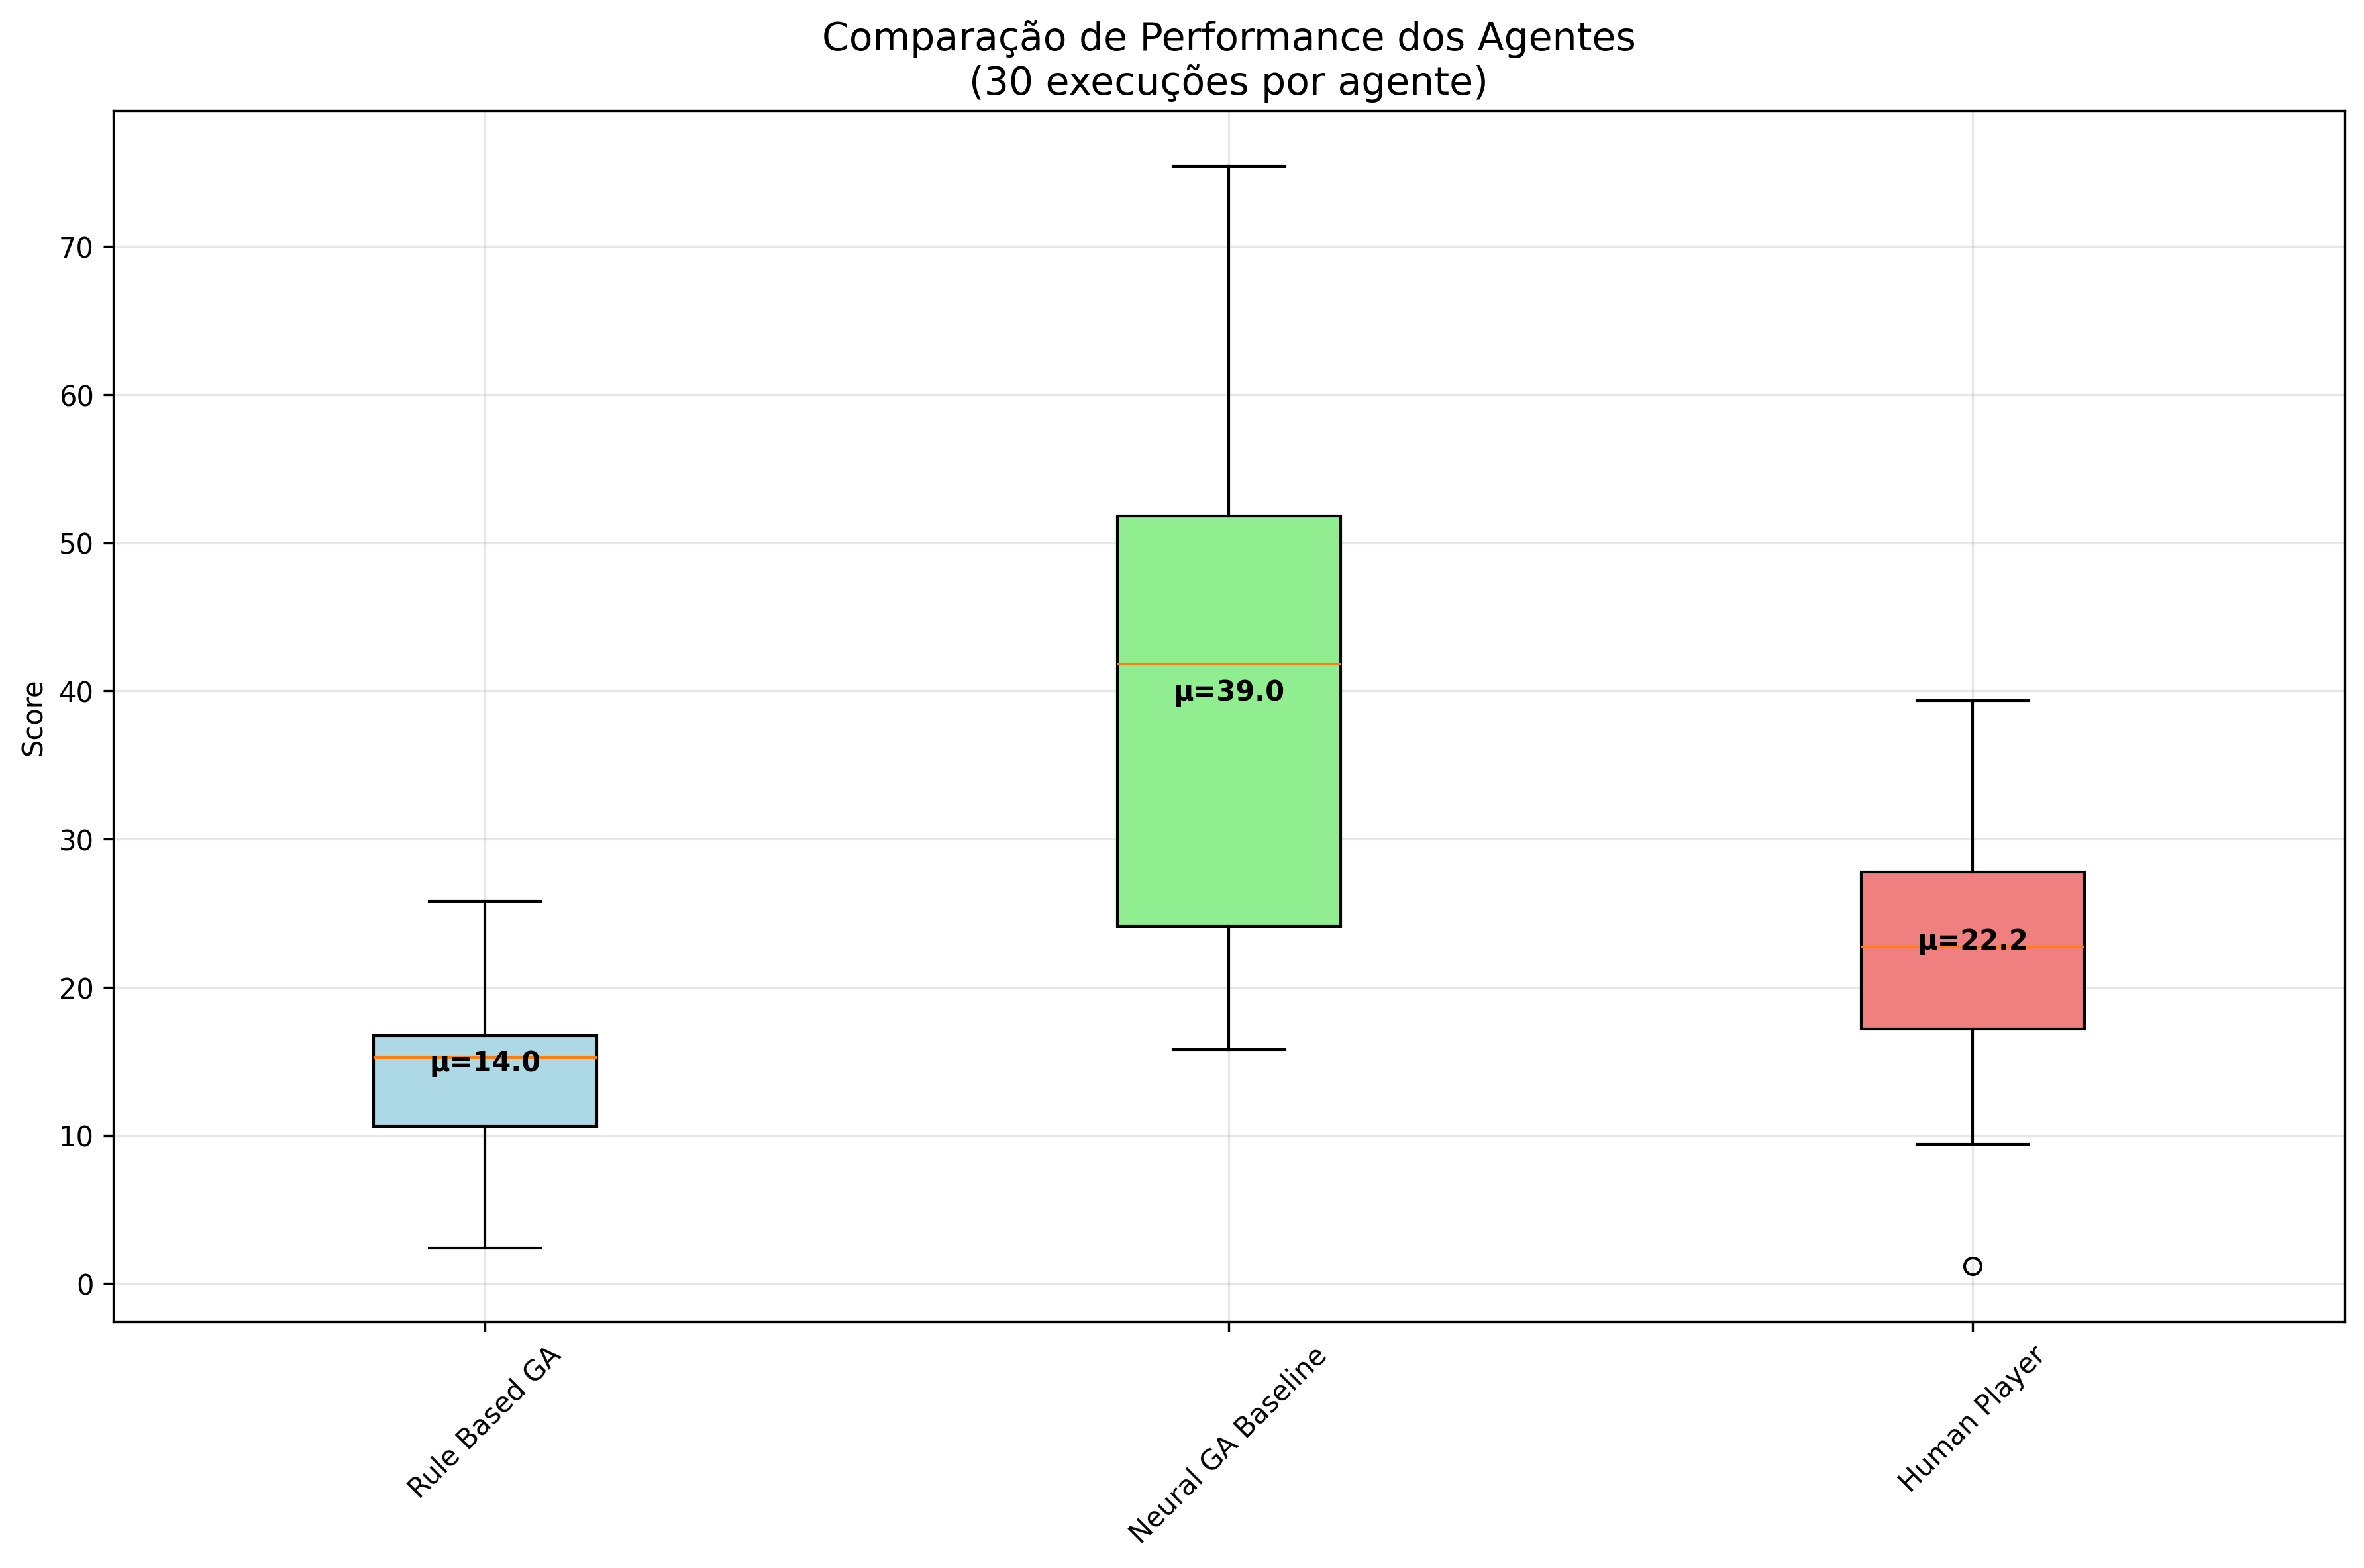 Comparação de Performance dos Agentes
(30 execuções por agente)
Score
70
60
50
40
30
20
10
0
μ=14.0
μ=39.0
μ=22.2
Rule Based GA
Neural GA Baseline
Human Player